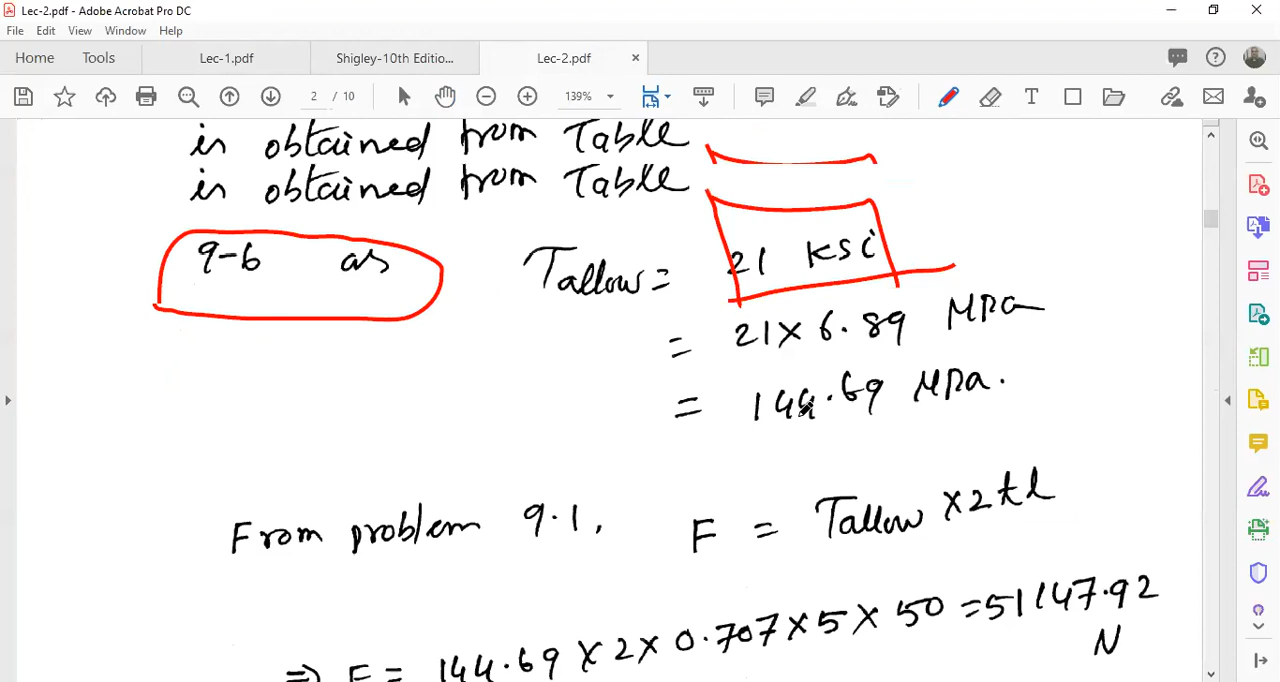 Lec-2.pdf - Adobe Acrobat Pro DC
File Edit View Window Help
Home Tools Lec-1.pdf Shigley-10th Editio... Lec-2.pdf ×
2 / 10 139%
is obtained from Table
is obtained from Table
9-6 as τallow = 21 KSi
= 21 × 6.89 MPa
= 144.69 MPa.
From problem 9.1, F = τallow × 2tl
⇒ F = 144.69 × 2 × 0.707 × 5 × 50 = 51147.92
N